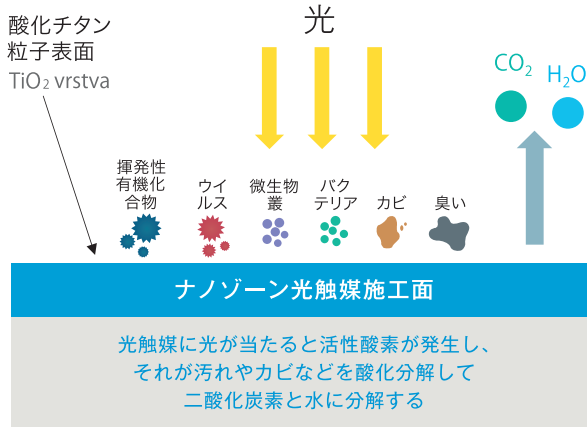 酸化チタン
粒子表面
TiO₂ vrstva
光
CO₂
H₂O
揮発性
有機化
合物
ウイ
ルス
微生物
叢
バク
テリア
カビ
臭い
ナノゾーン光触媒施工面
光触媒に光が当たると活性酸素が発生し、
それが汚れやカビなどを酸化分解して
二酸化炭素と水に分解する